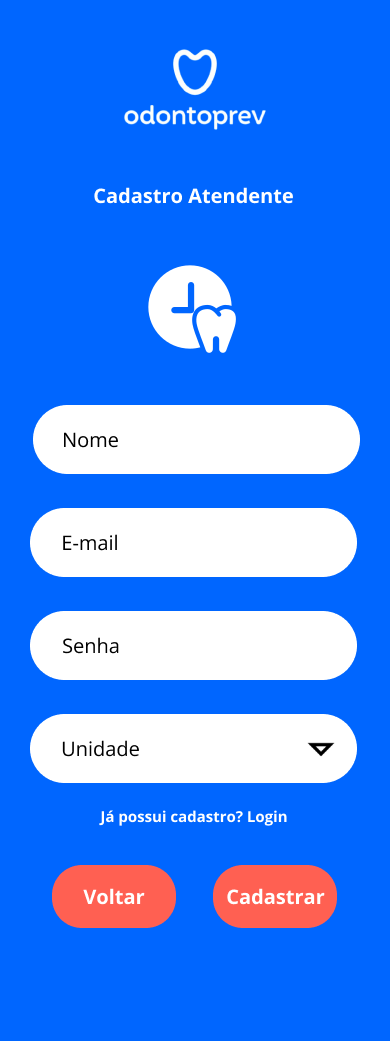 odontoprev
Cadastro Atendente
Nome
E-mail
Senha
Unidade
Já possui cadastro? Login
Voltar
Cadastrar